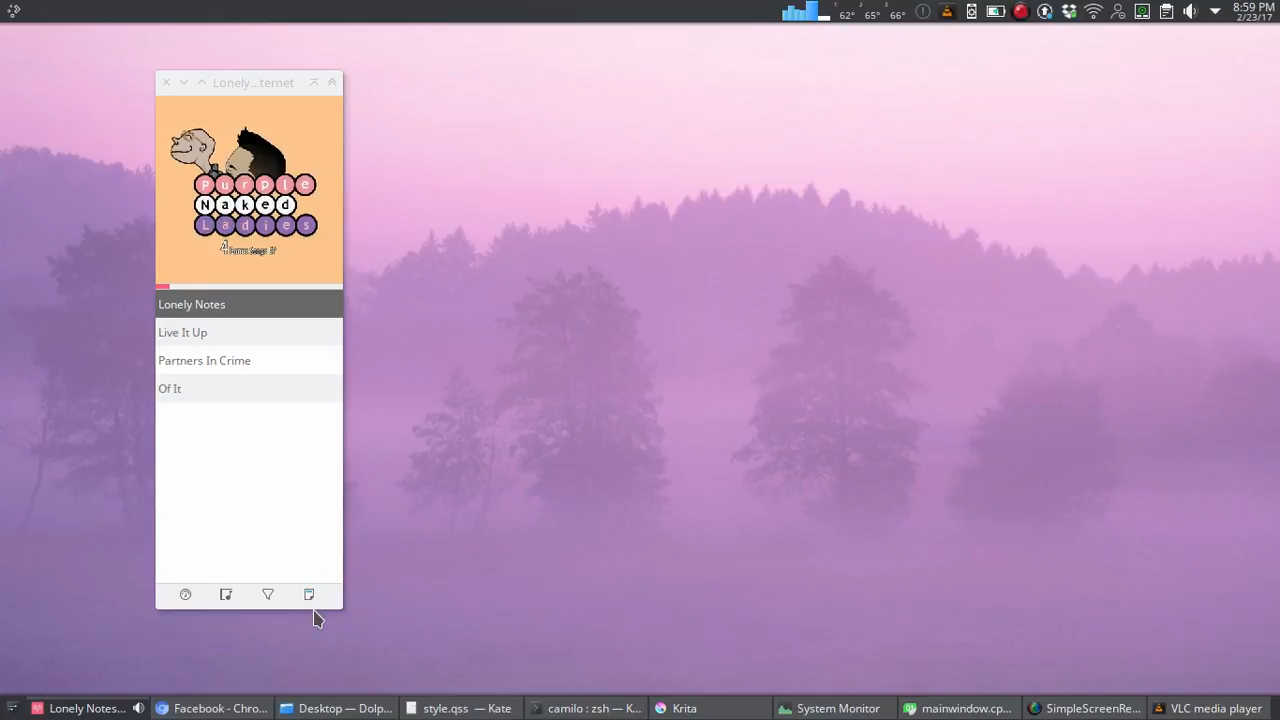 62° 65° 66°
8:59 PM
2/23/17
Lonely...ternet
Purple
Naked
Ladies
4
Lonely Notes
Live It Up
Partners In Crime
Of It
Lonely Notes...
Facebook - Chro...
Desktop — Dolp...
style.qss — Kate
camilo : zsh — K...
Krita
System Monitor
mainwindow.cp...
SimpleScreenRe...
VLC media player